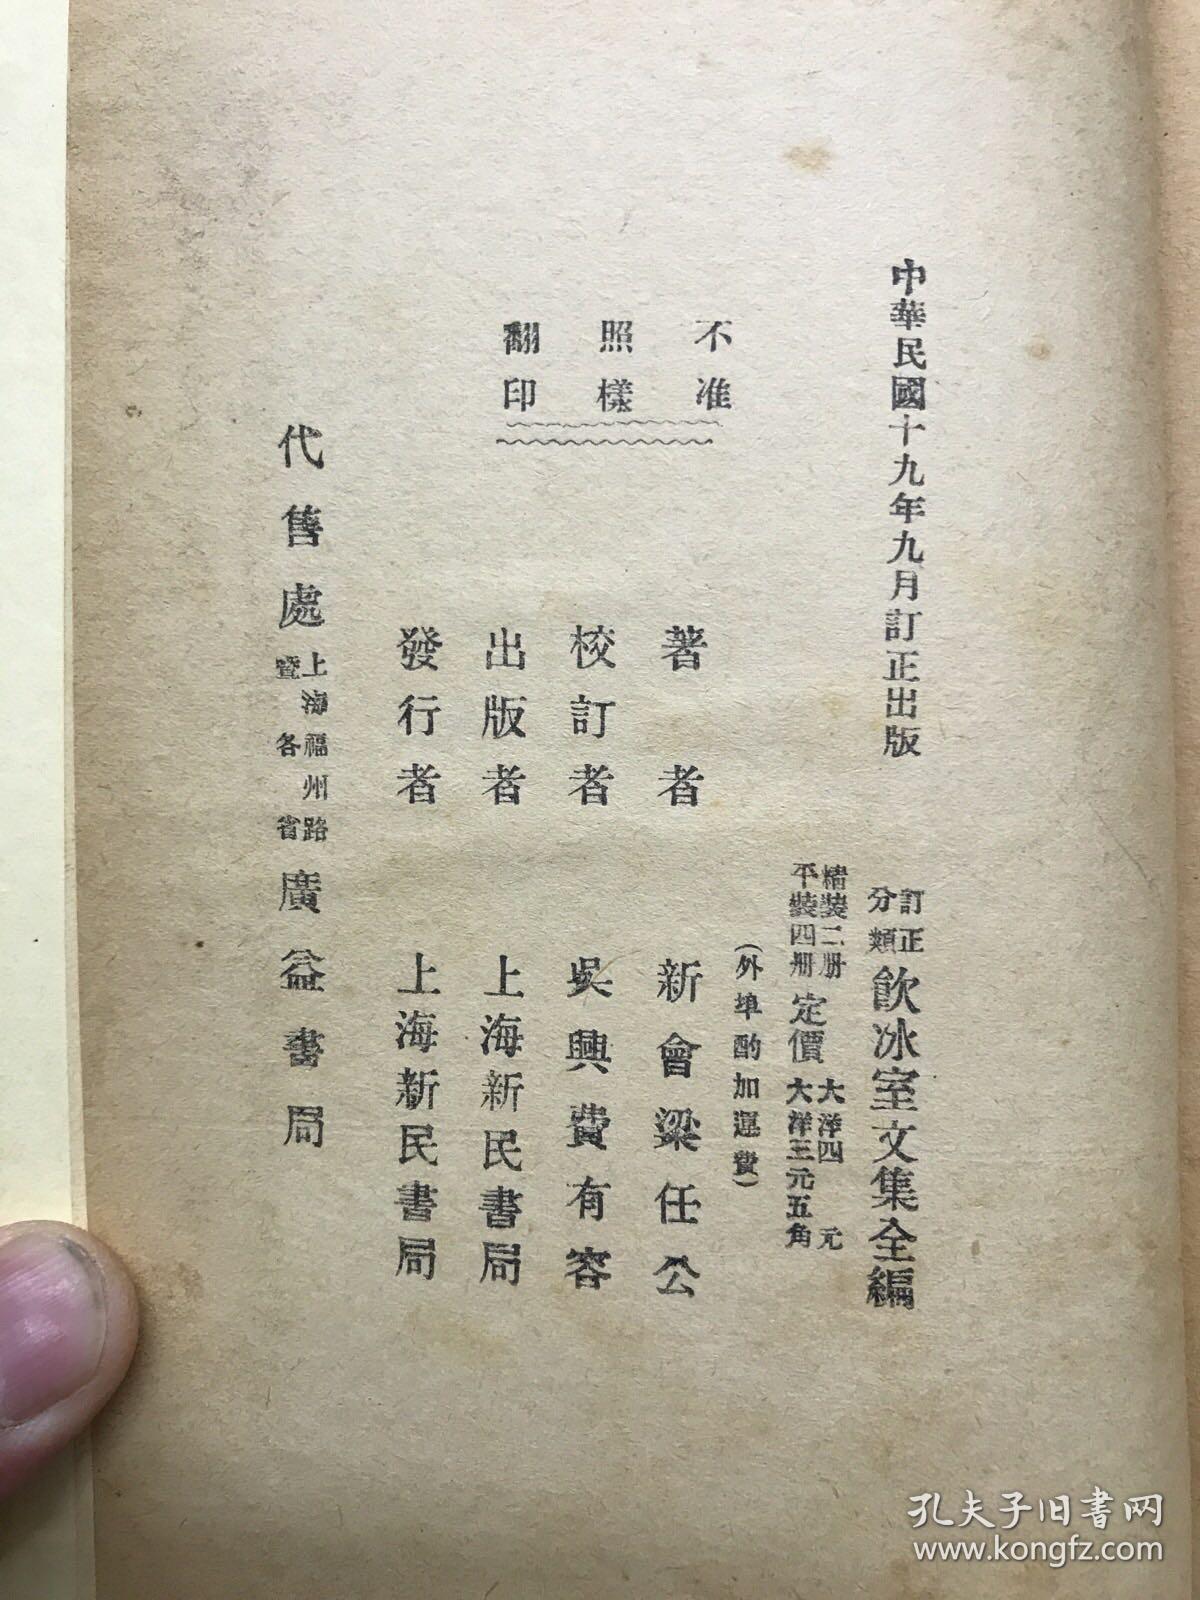 中華民國十九年九月訂正出版
訂正
分類
飲冰室文集全編
精裝二册
平裝四册
定價
大洋四元
大洋三元五角
(外埠酌加運費)
不准
照樣
翻印
著者
新會梁任公
校訂者
吳興費有容
出版者
上海新民書局
發行者
上海新民書局
代售處
上海福州路
暨各省
廣益書局
孔夫子旧书网
www.kongfz.com